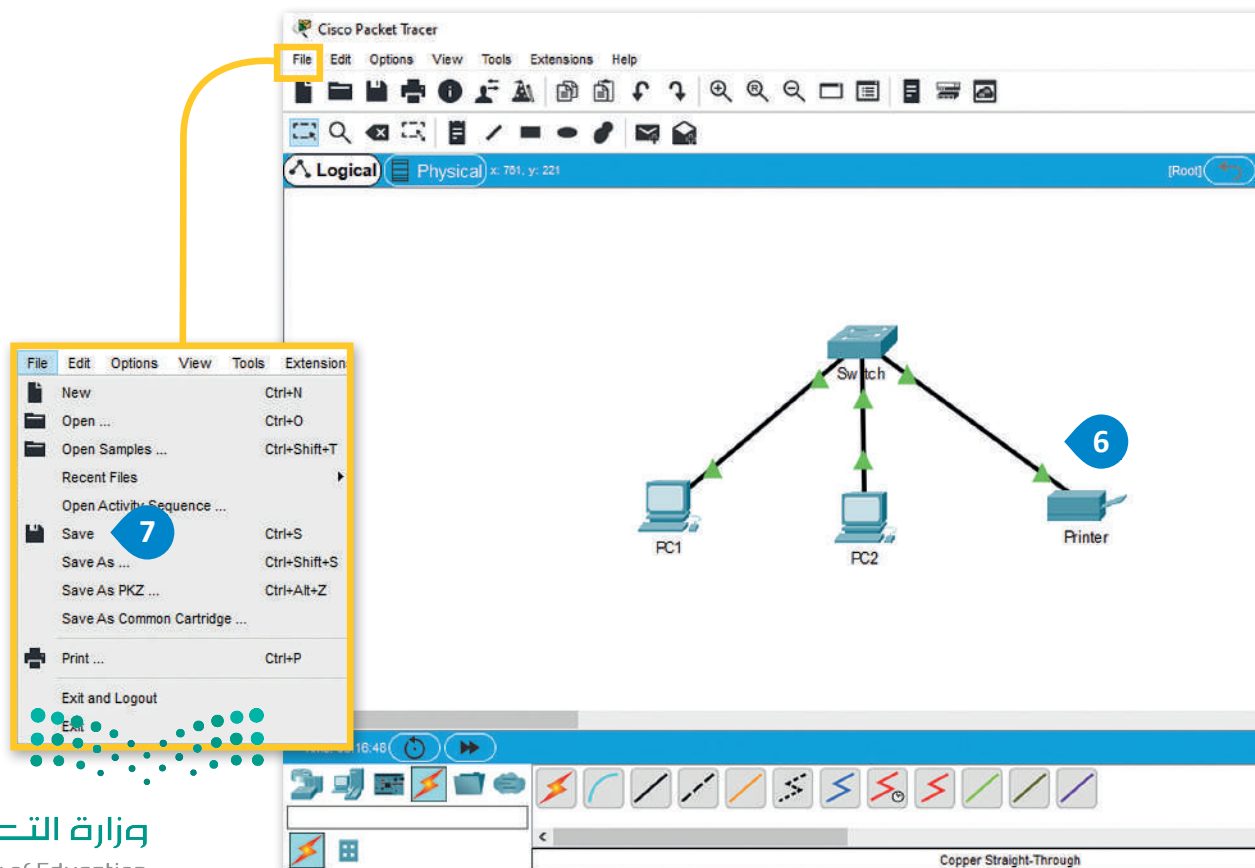 Cisco Packet Tracer
File Edit Options View Tools Extensions Help
Logical Physical x: 781, y: 221 [Root]
Switch
6
PC1
PC2
Printer
File Edit Options View Tools Extension
New Ctrl+N
Open ... Ctrl+O
Open Samples ... Ctrl+Shift+T
Recent Files
Open Activity Sequence ...
Save 7 Ctrl+S
Save As ... Ctrl+Shift+S
Save As PKZ ... Ctrl+Alt+Z
Save As Common Cartridge ...
Print ... Ctrl+P
Exit and Logout
Exit
16:48
Copper Straight-Through
وزارة التـ
of Education